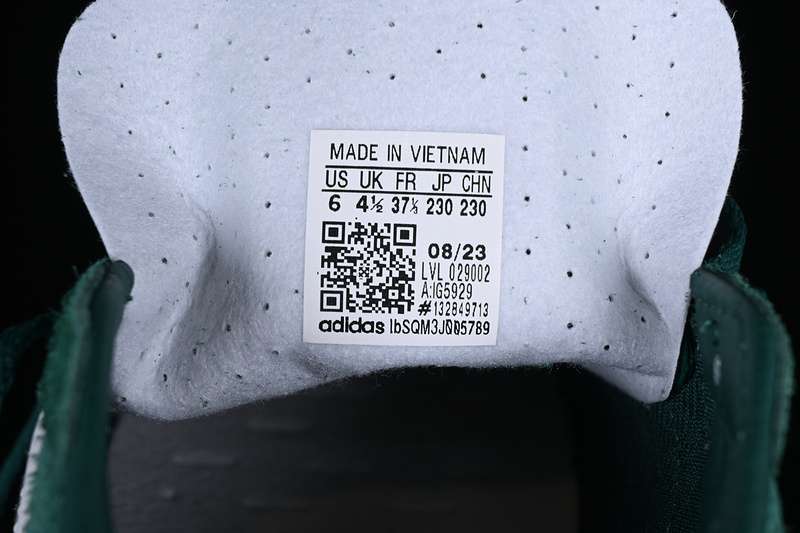 MADE IN VIETNAM
US UK FR JP CHN
6 4½ 37⅓ 230 230
08/23
LVL 029002
A:IG5929
#132849713
adidas IbSQM3J005789